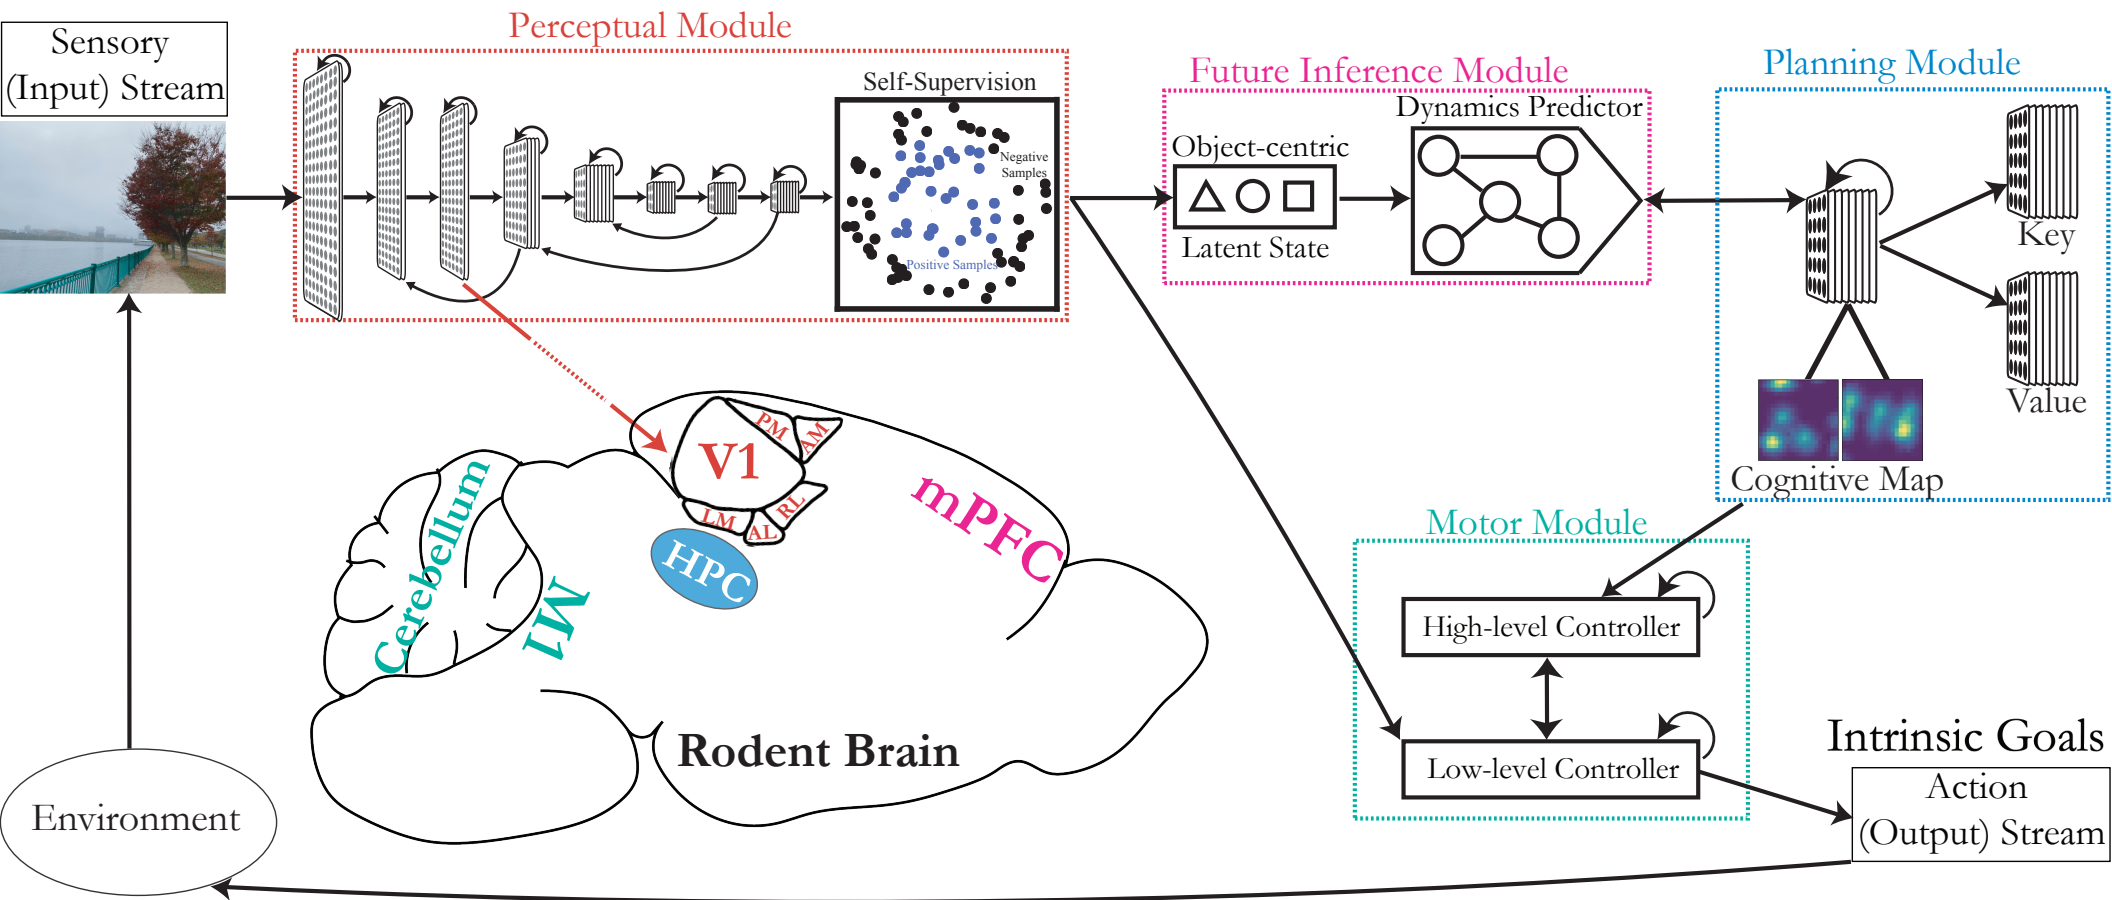 Perceptual Module
Sensory
(Input) Stream
Self-Supervision
Negative
Samples
Positive Samples
Future Inference Module
Dynamics Predictor
Object-centric
Latent State
Planning Module
Key
Value
Cognitive Map
V1
PM
AM
LM
AL
RL
HPC
mPFC
Cerebellum
M1
Rodent Brain
Motor Module
High-level Controller
Low-level Controller
Intrinsic Goals
Action
(Output) Stream
Environment